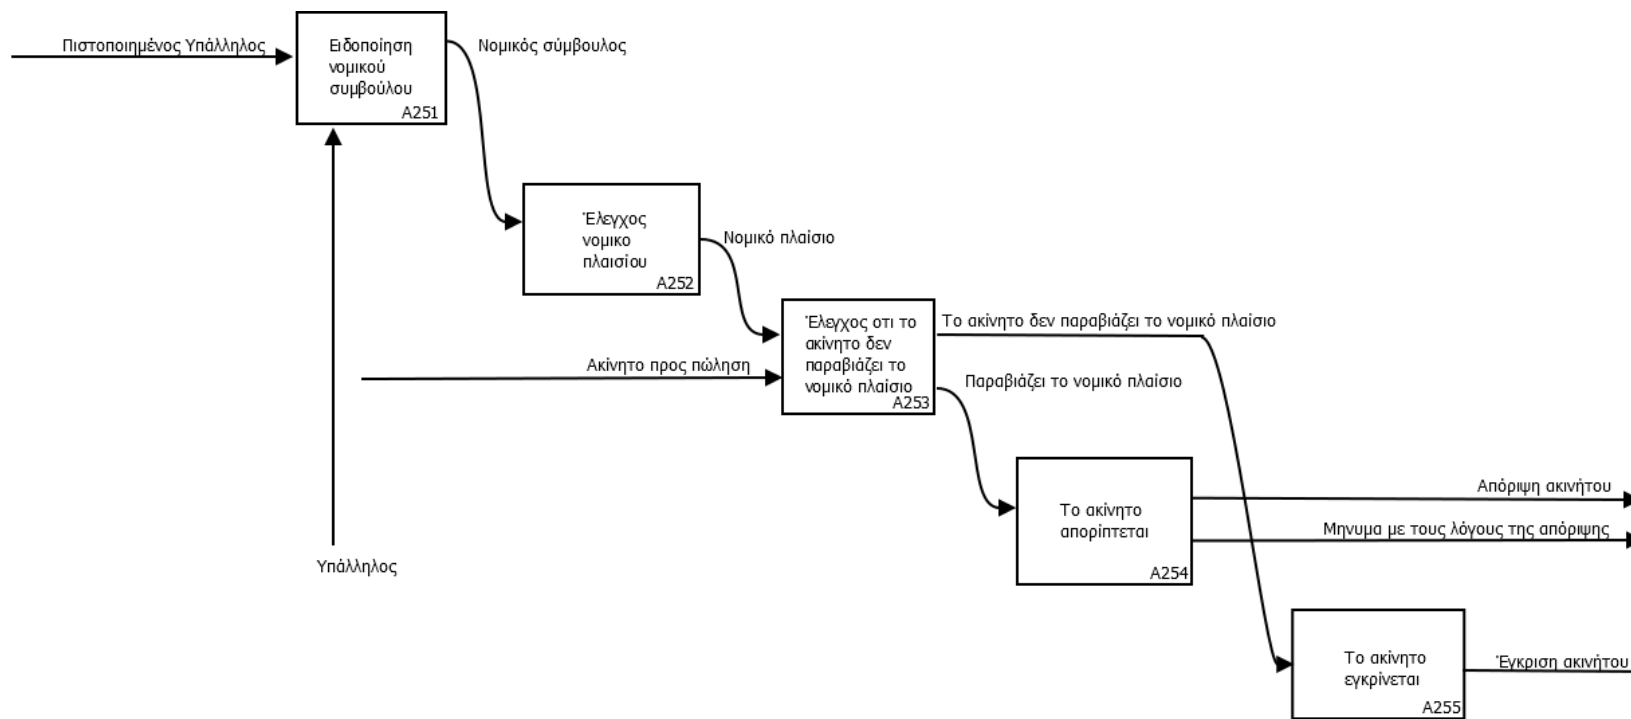 Πιστοποιημένος Υπάλληλος
Ειδοποίηση
νομικού
συμβούλου
A251
Νομικός σύμβουλος
Έλεγχος
νομικο
πλαισίου
A252
Νομικό πλαίσιο
Έλεγχος οτι το
ακίνητο δεν
παραβιάζει το
νομικό πλαίσιο
A253
Το ακίνητο δεν παραβιάζει το νομικό πλαίσιο
Ακίνητο προς πώληση
Παραβιάζει το νομικό πλαίσιο
Το ακίνητο
απορίπτεται
A254
Απόριψη ακινήτου
Μηνυμα με τους λόγους της απόριψης
Υπάλληλος
Το ακίνητο
εγκρίνεται
A255
Έγκριση ακινήτου